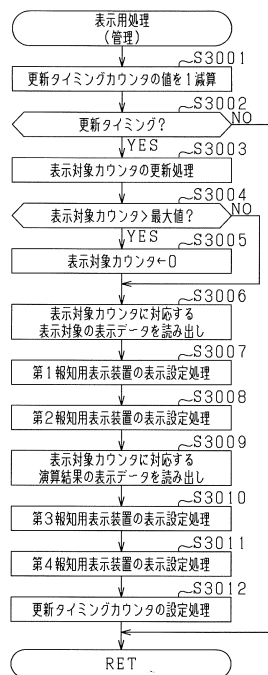 表示用処理
(管理)
S3001
更新タイミングカウンタの値を1減算
S3002
更新タイミング?
NO
YES
S3003
表示対象カウンタの更新処理
S3004
表示対象カウンタ>最大値?
NO
YES
S3005
表示対象カウンタ←0
S3006
表示対象カウンタに対応する
表示対象の表示データを読み出し
S3007
第1報知用表示装置の表示設定処理
S3008
第2報知用表示装置の表示設定処理
S3009
表示対象カウンタに対応する
演算結果の表示データを読み出し
S3010
第3報知用表示装置の表示設定処理
S3011
第4報知用表示装置の表示設定処理
S3012
更新タイミングカウンタの設定処理
RET